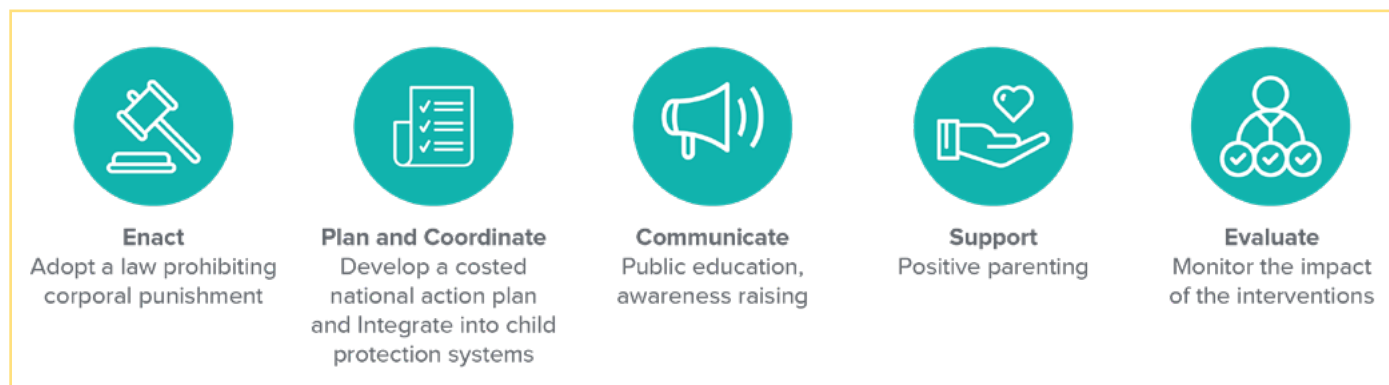 Enact
Adopt a law prohibiting
corporal punishment
Plan and Coordinate
Develop a costed
national action plan
and Integrate into child
protection systems
Communicate
Public education,
awareness raising
Support
Positive parenting
Evaluate
Monitor the impact
of the interventions